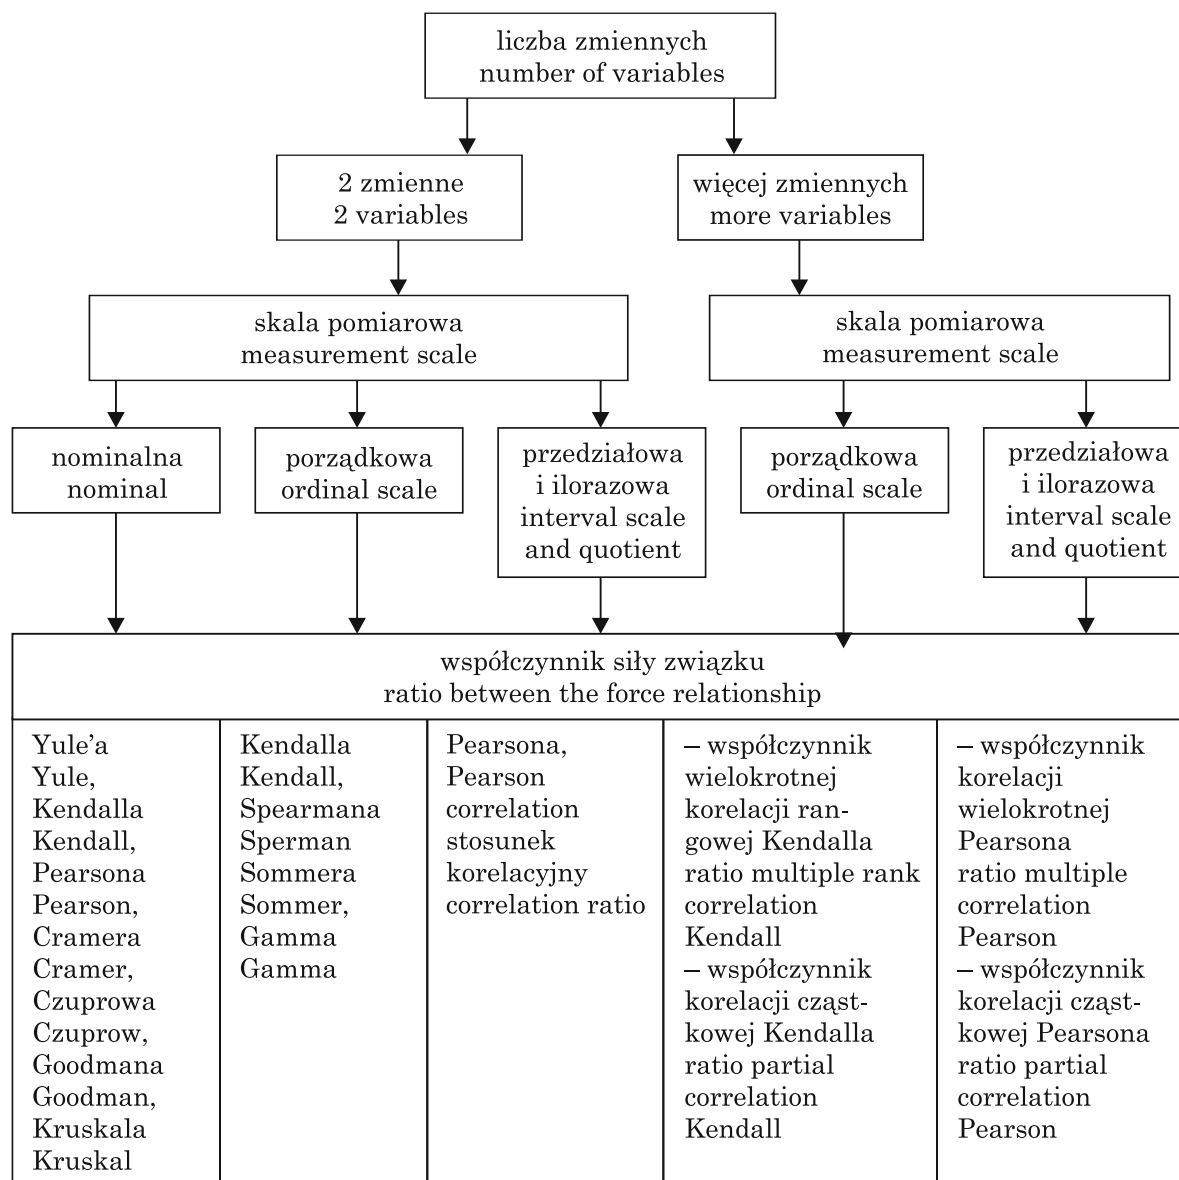 liczba zmiennych
number of variables
2 zmienne
2 variables
więcej zmiennych
more variables
skala pomiarowa
measurement scale
skala pomiarowa
measurement scale
nominalna
nominal
porządkowa
ordinal scale
przedziałowa
i ilorazowa
interval scale
and quotient
porządkowa
ordinal scale
przedziałowa
i ilorazowa
interval scale
and quotient
współczynnik siły związku
ratio between the force relationship
Yule’a
Yule,
Kendalla
Kendall,
Pearsona
Pearson,
Cramera
Cramer,
Czuprowa
Czuprow,
Goodmana
Goodman,
Kruskala
Kruskal
Kendalla
Kendall,
Spearmana
Sperman
Sommera
Sommer,
Gamma
Gamma
Pearsona,
Pearson
correlation
stosunek
korelacyjny
correlation ratio
– współczynnik
wielokrotnej
korelacji ran-
gowej Kendalla
ratio multiple rank
correlation
Kendall
– współczynnik
korelacji cząst-
kowej Kendalla
ratio partial
correlation
Kendall
– współczynnik
korelacji
wielokrotnej
Pearsona
ratio multiple
correlation
Pearson
– współczynnik
korelacji cząst-
kowej Pearsona
ratio partial
correlation
Pearson